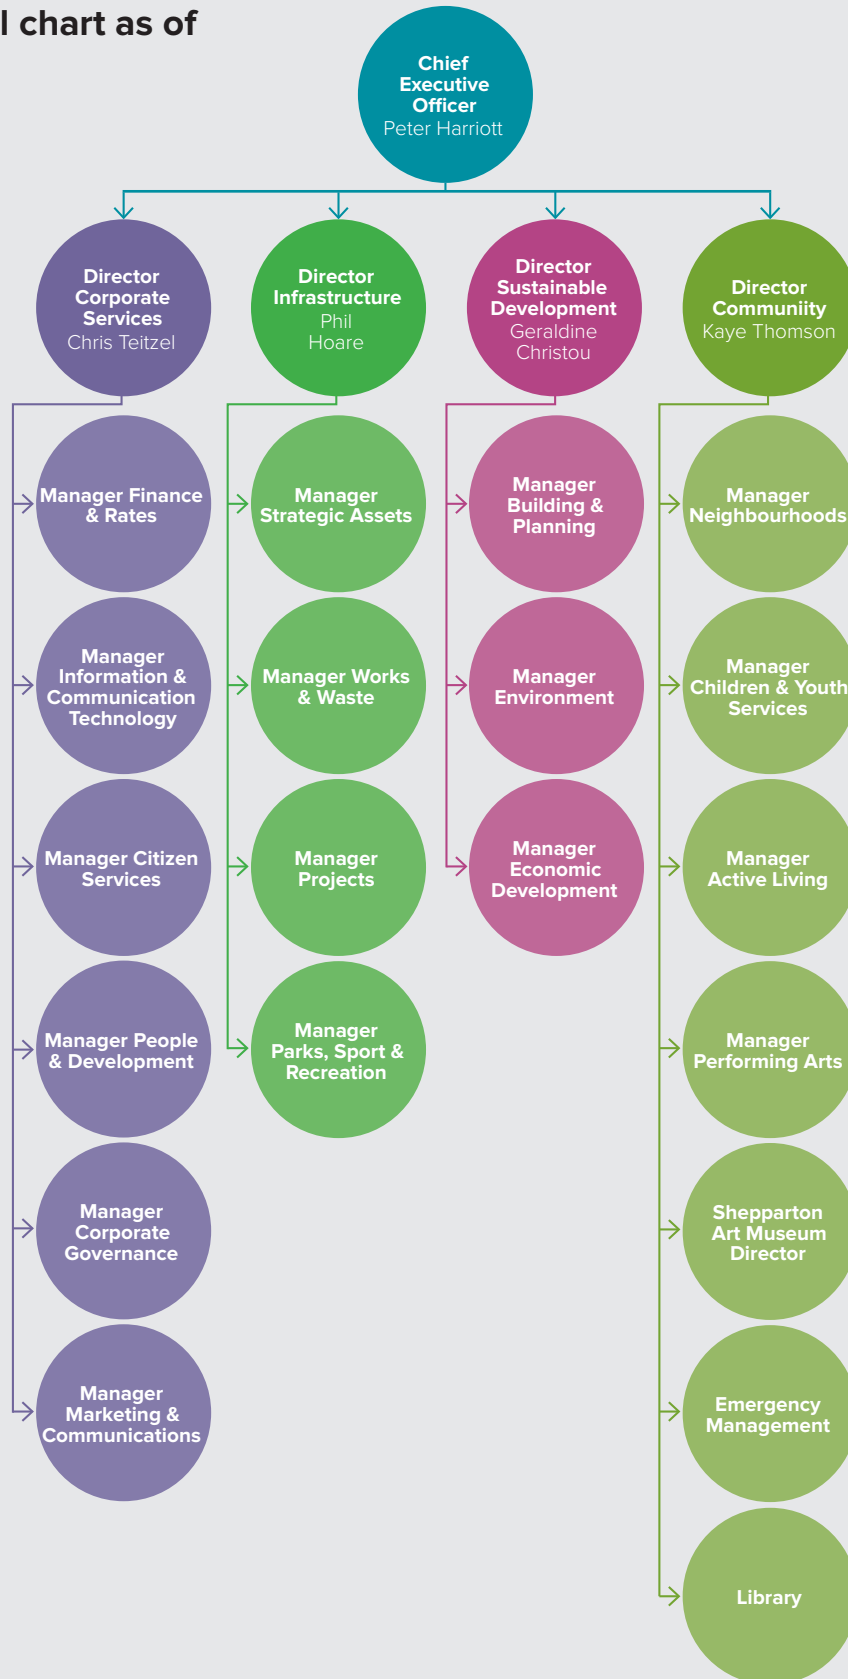 l chart as of
Chief
Executive
Officer
Peter Harriott
Director
Corporate
Services
Chris Teitzel
Director
Infrastructure
Phil
Hoare
Director
Sustainable
Development
Geraldine
Christou
Director
Communiity
Kaye Thomson
Manager Finance
& Rates
Manager
Information &
Communication
Technology
Manager Citizen
Services
Manager People
& Development
Manager
Corporate
Governance
Manager
Marketing &
Communications
Manager
Strategic Assets
Manager Works
& Waste
Manager
Projects
Manager
Parks, Sport &
Recreation
Manager
Building &
Planning
Manager
Environment
Manager
Economic
Development
Manager
Neighbourhoods
Manager
Children & Youth
Services
Manager
Active Living
Manager
Performing Arts
Shepparton
Art Museum
Director
Emergency
Management
Library